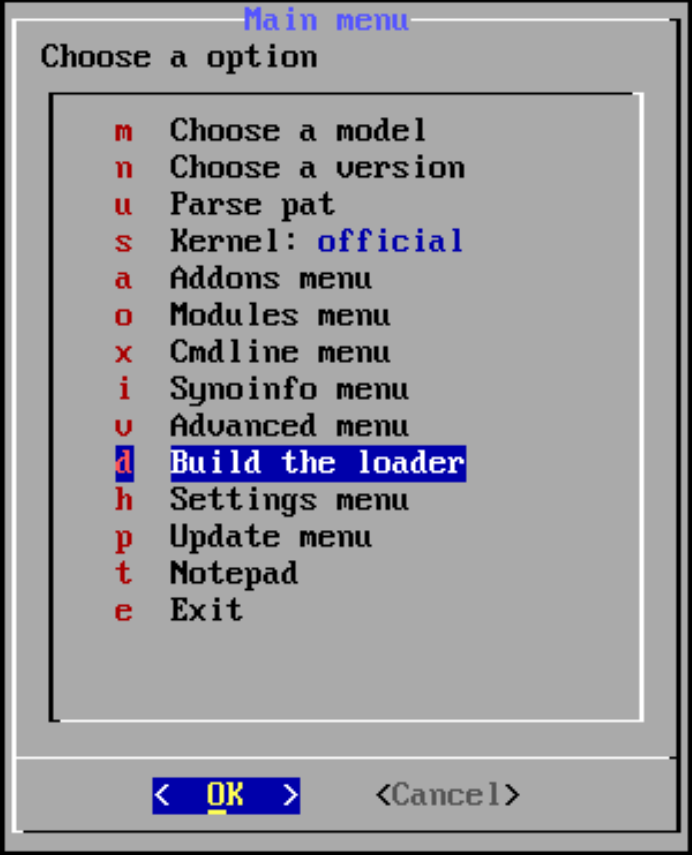 Main menu
Choose a option
m Choose a model
n Choose a version
u Parse pat
s Kernel: official
a Addons menu
o Modules menu
x Cmdline menu
i Synoinfo menu
v Advanced menu
d Build the loader
h Settings menu
p Update menu
t Notepad
e Exit
< OK > <Cancel>